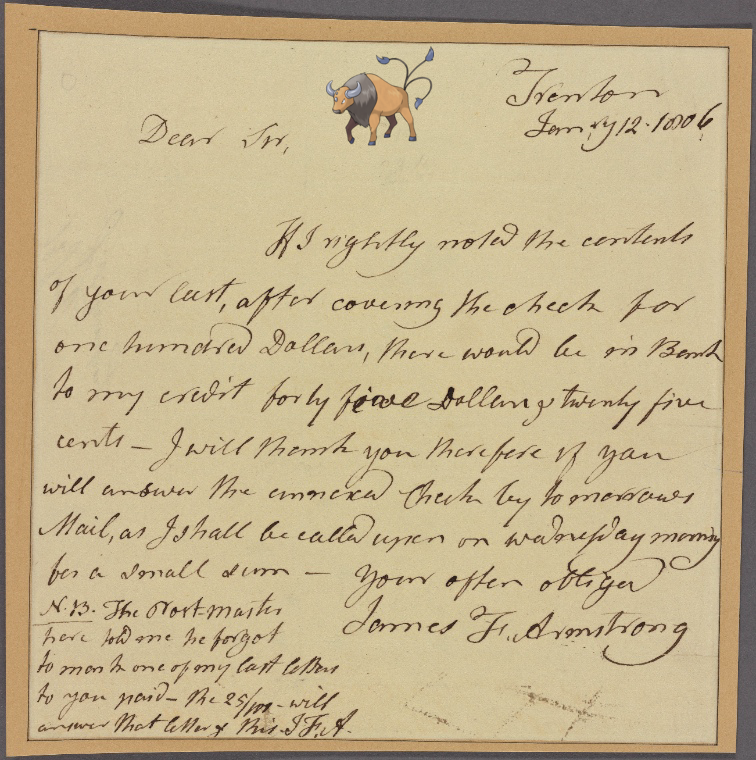 Trenton
Jan.ry 12. 1806
Dear Sir,
If I rightly noted the contents
of your last, after covering the check for
one hundred Dollars, there would be in Bank
to my credit forty five Dollars & twenty five
cents – I will thank you therefore if you
will answer the annexed check by to morrows
Mail, as I shall be called upon on wednesday morning
for a small sum – your often obliged
James F. Armstrong
N.B. The Post-master
here told me he forgot
to mark one of my last letters
to you paid – the 25/100 – will
answer that letter & this. J.F.A.